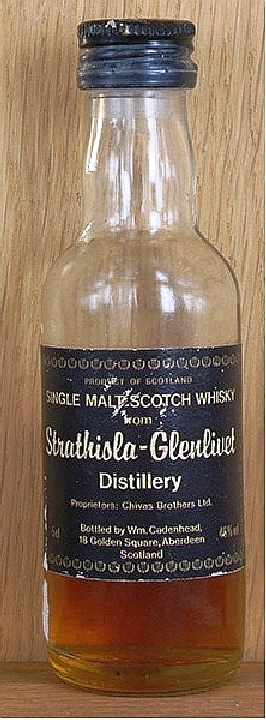 PRODUCT OF SCOTLAND
SINGLE MALT SCOTCH WHISKY
from
Strathisla-Glenlivet
Distillery
Proprietors: Chivas Brothers Ltd.
5cl
Bottled by Wm. Cadenhead,
18 Golden Square, Aberdeen
Scotland